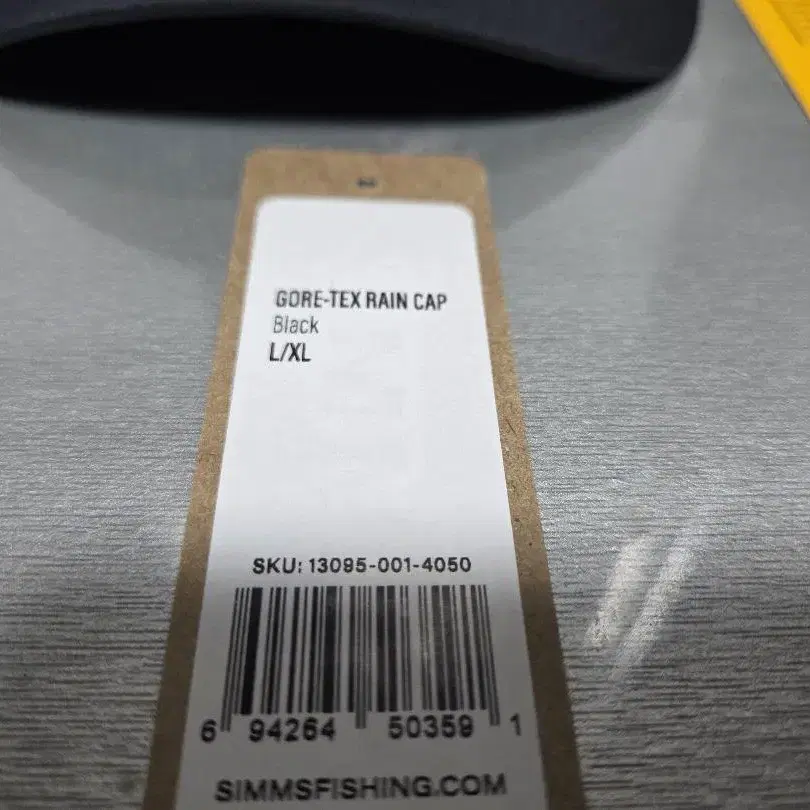 GORE-TEX RAIN CAP
Black
L/XL
SKU: 13095-001-4050
6 94264 50359 1
SIMMSFISHING.COM